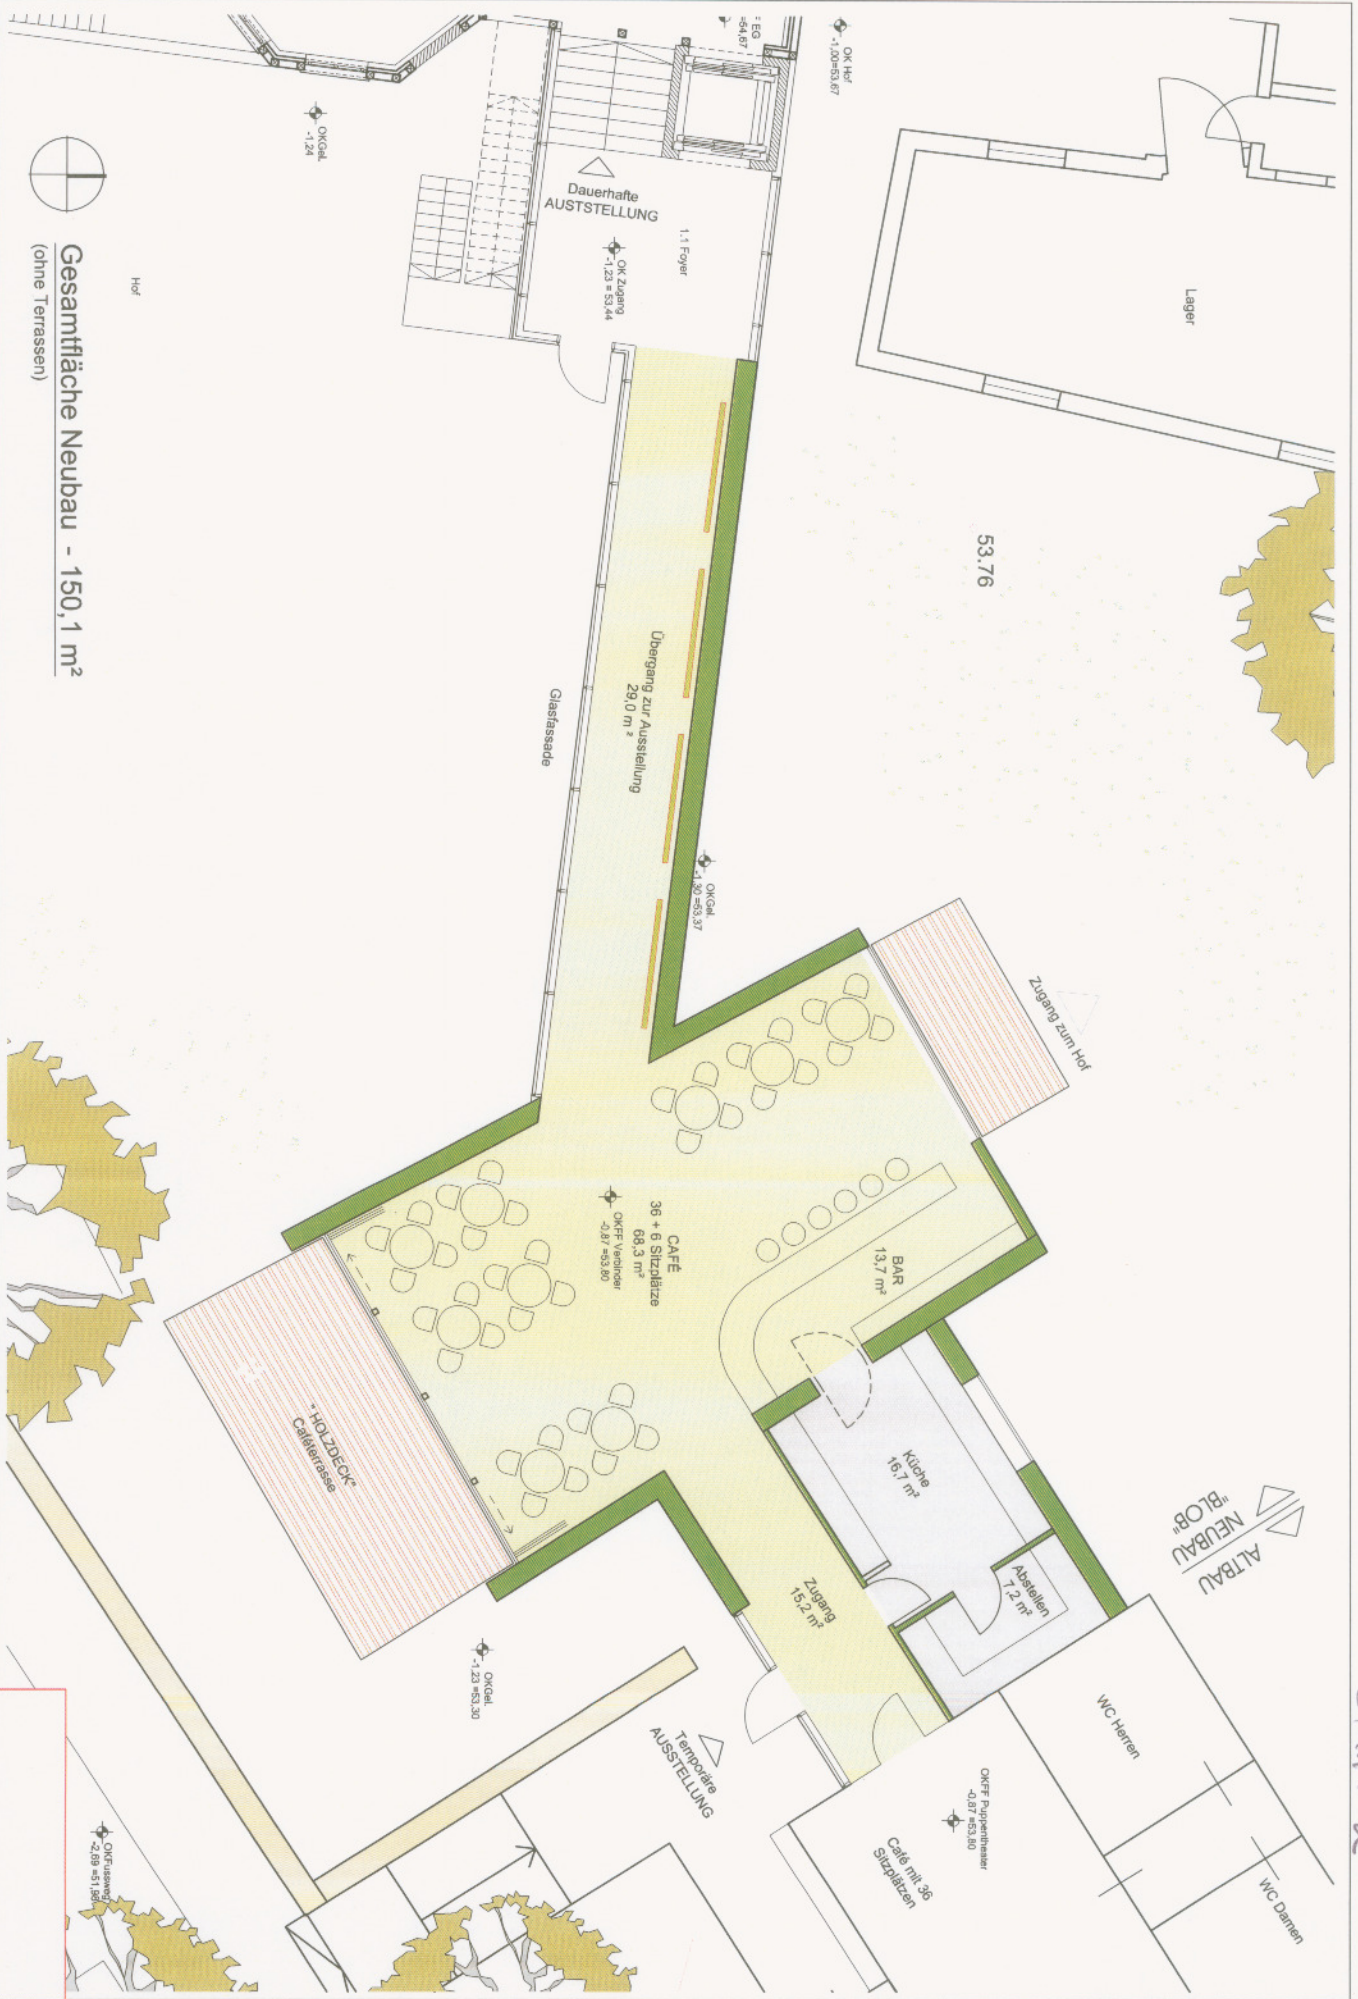 EG
=54,67
OK Hof
-1,00=53,67
OKGel.
-1,24
Dauerhafte
AUSTSTELLUNG
1.1 Foyer
OK Zugang
-1,23 = 53,44
Lager
Hof
Gesamtfläche Neubau - 150,1 m²
(ohne Terrassen)
53.76
Übergang zur Ausstellung
29,0 m²
Glasfassade
OKGel.
-1,30 =53,37
Zugang zum Hof
CAFÉ
36 + 6 Sitzplätze
68,3 m²
OKFF Verbinder
-0,87 =53,80
BAR
13,7 m²
"HOLZDECK"
Caféterrasse
Küche
16,7 m²
Abstellen
7,2 m²
Zugang
15,2 m²
ALTBAU
NEUBAU
"BLOB"
OKGel.
-1,23 =53,30
Temporäre
AUSSTELLUNG
WC Herren
WC Damen
OKFF Puppentheater
-0,87 =53,80
Café mit 36
Sitzplätzen
OKFussweg